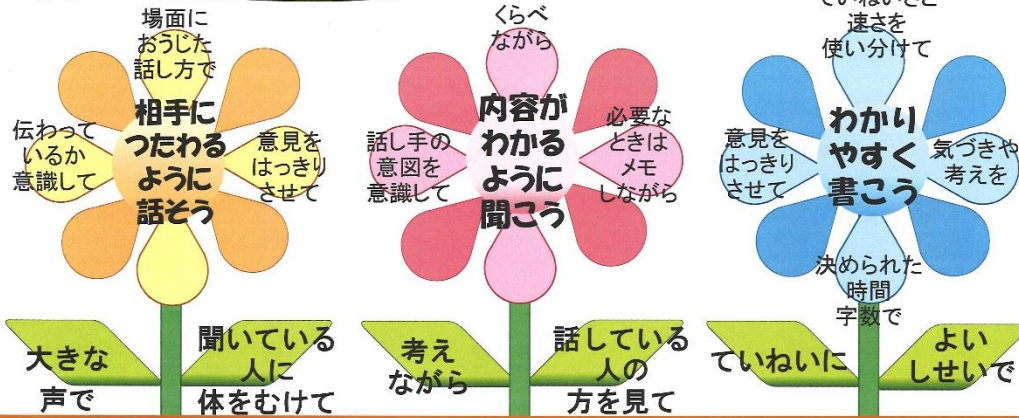 場面に
おうじた
話し方で
相手に
つたわる
ように
話そう
伝わって
いるか
意識して
意見を
はっきり
させて
大きな
声で
聞いている
人に
体をむけて
くらべ
ながら
内容が
わかる
ように
聞こう
話し手の
意図を
意識して
必要な
ときは
メモ
しながら
考え
ながら
話している
人の
方を見て
速さを
使い分けて
わかり
やすく
書こう
意見を
はっきり
させて
気づきや
考えを
決められた
時間
字数で
ていねいに
よい
しせいで